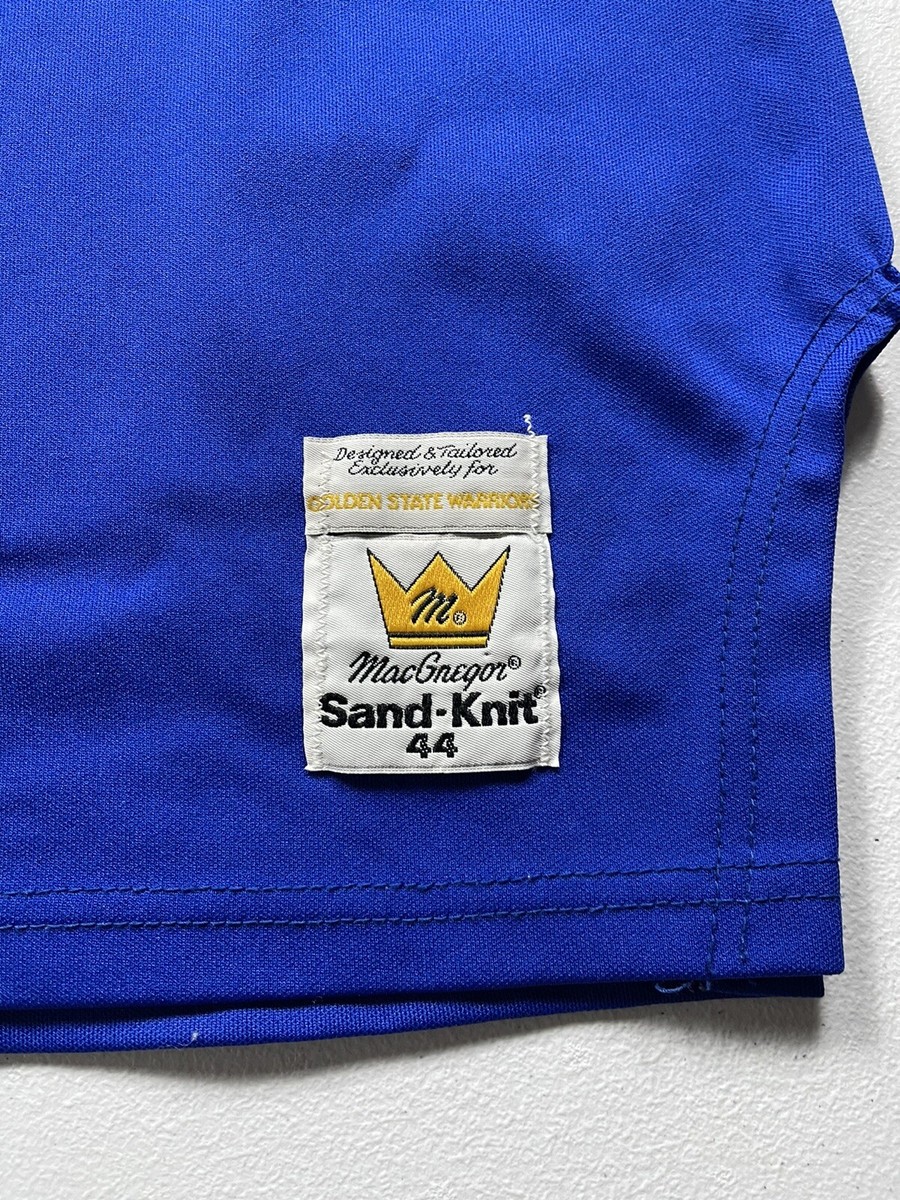 Designed & Tailored
Exclusively for
GOLDEN STATE WARRIORS
M®
MacGregor®
Sand-Knit®
44